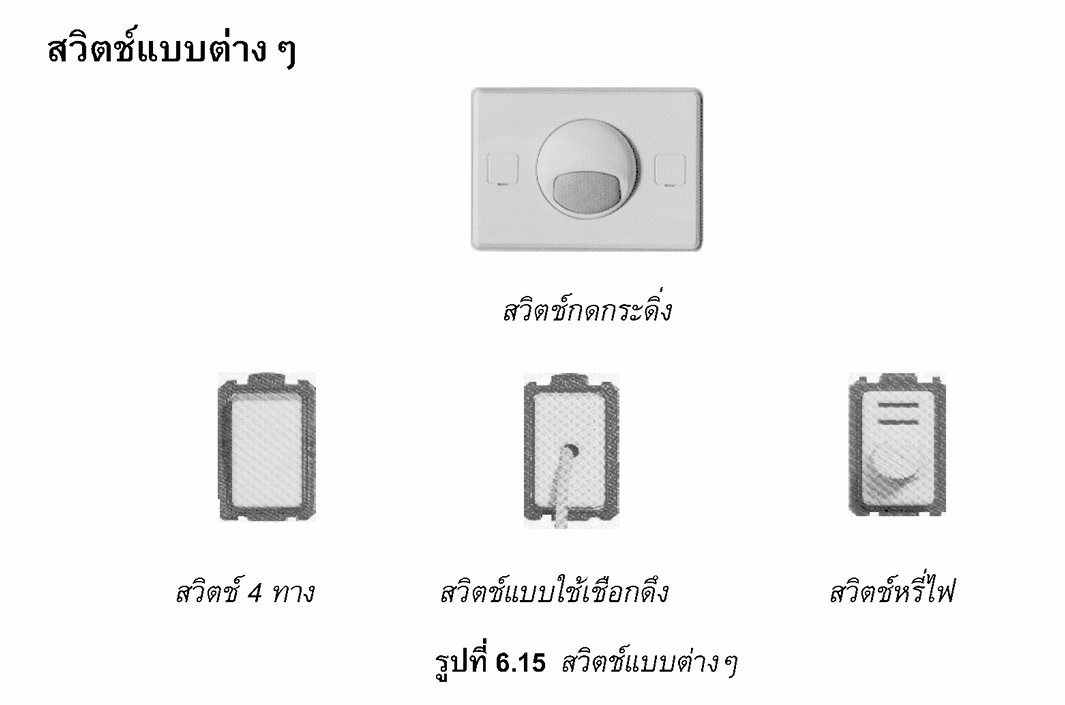 สวิตช์แบบต่าง ๆ
สวิตช์กดกระดิ่ง
สวิตช์ 4 ทาง
สวิตช์แบบใช้เชือกดึง
สวิตช์หรี่ไฟ
รูปที่ 6.15 สวิตช์แบบต่างๆ